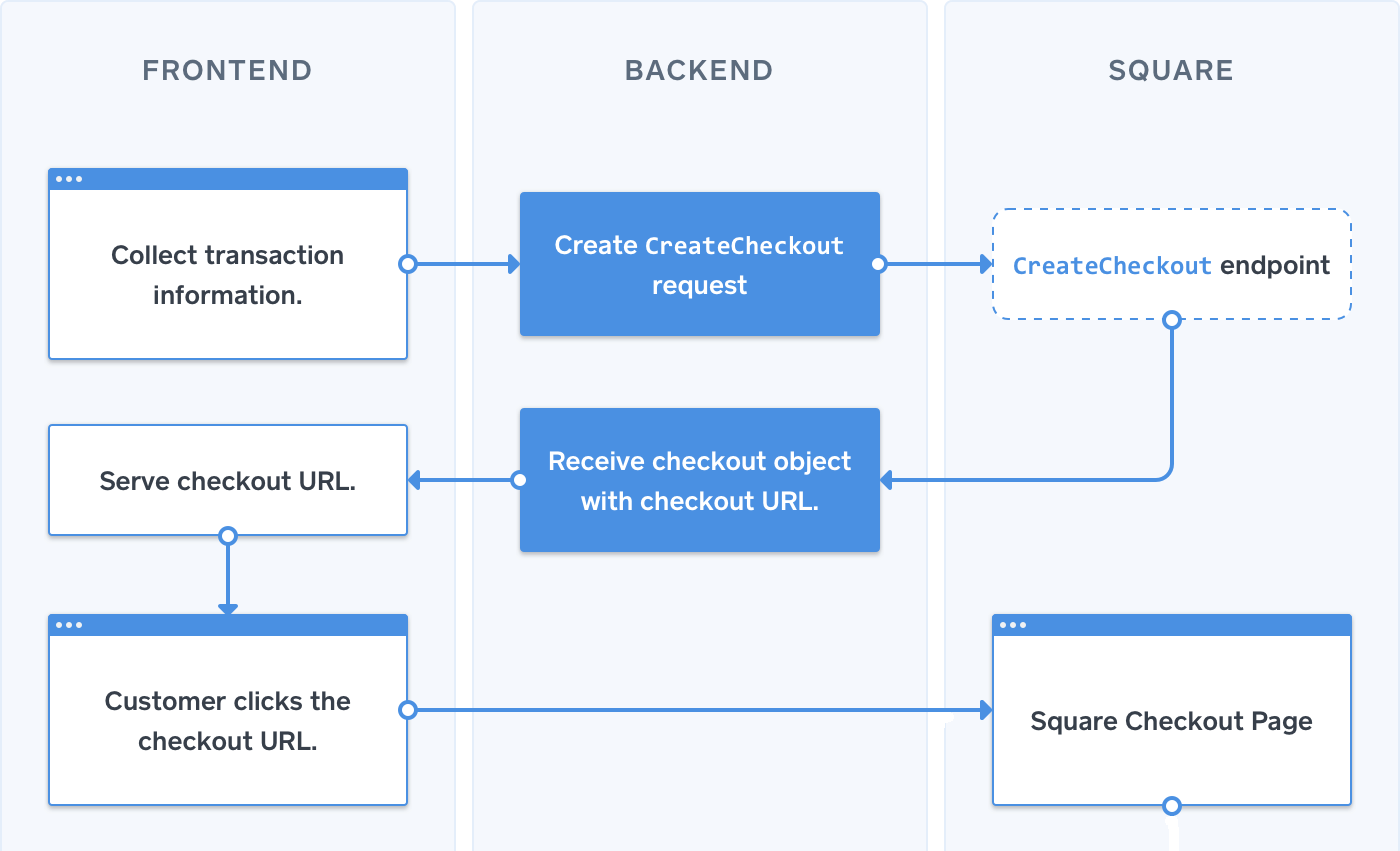 FRONTEND
BACKEND
SQUARE
Collect transaction
information.
Create CreateCheckout
request
CreateCheckout endpoint
Serve checkout URL.
Receive checkout object
with checkout URL.
Customer clicks the
checkout URL.
Square Checkout Page